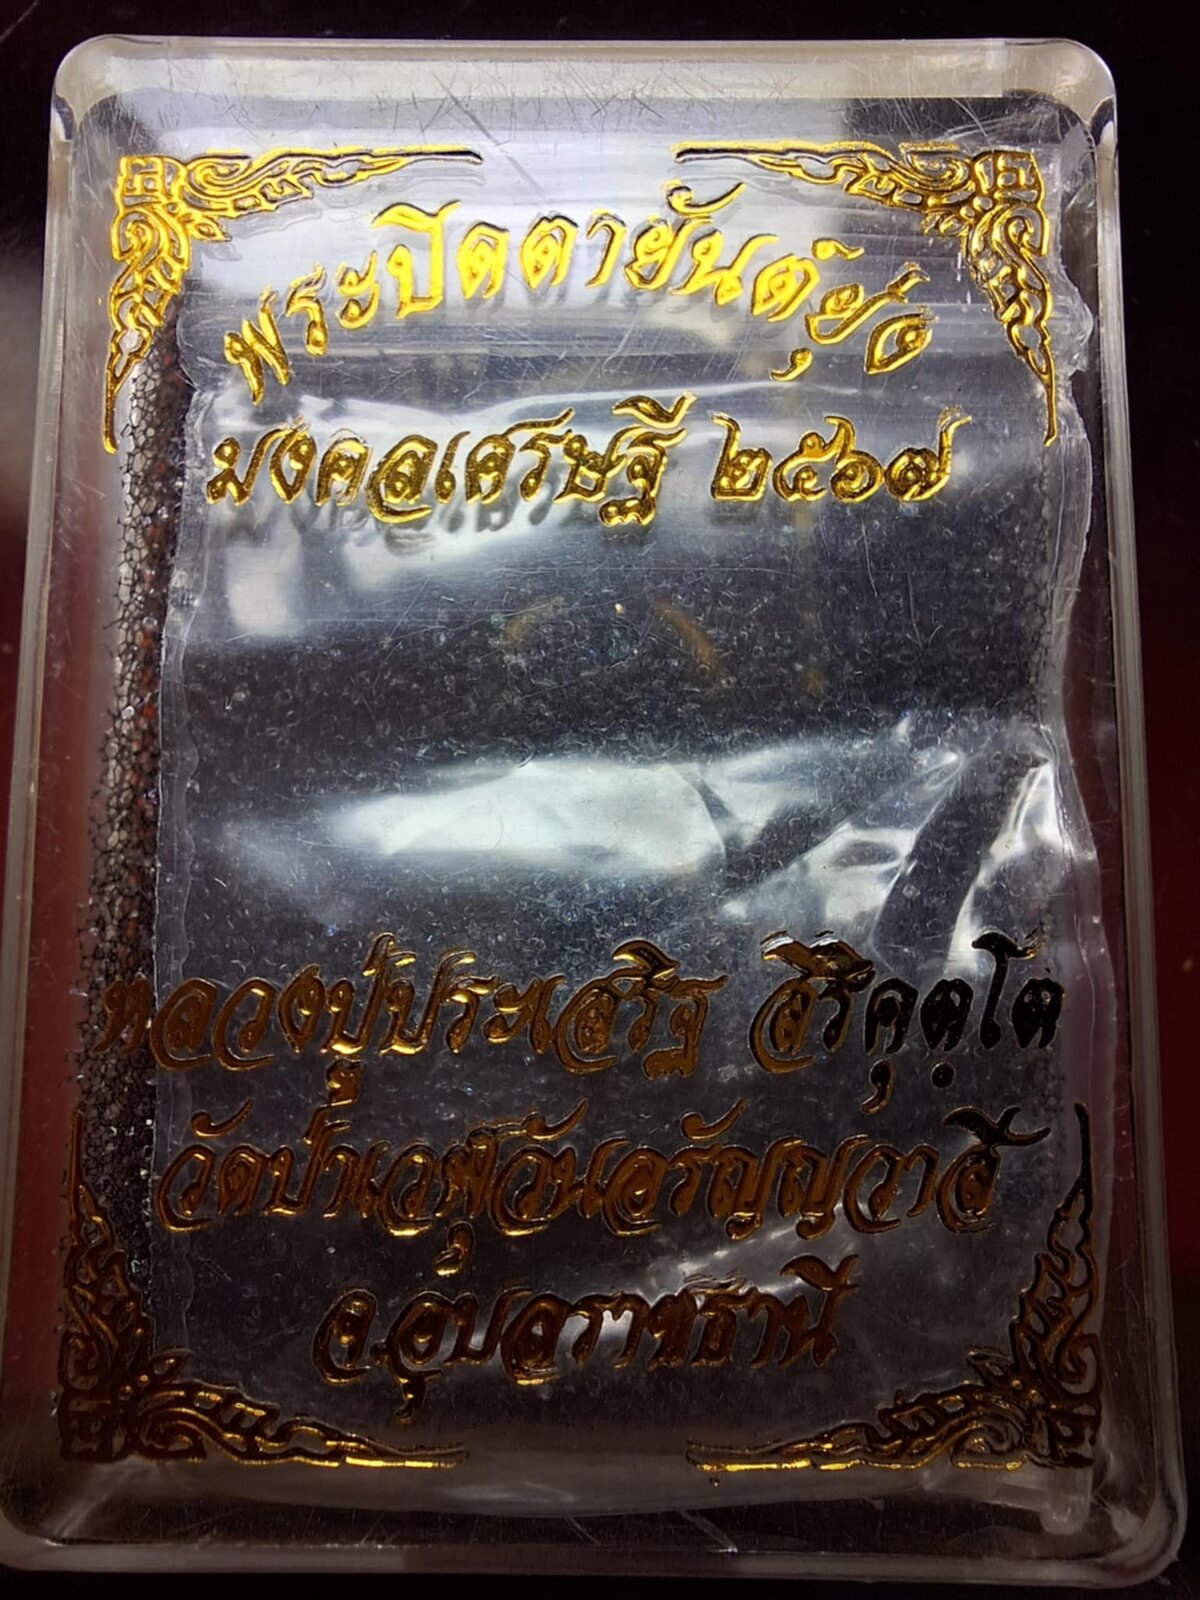 พระปิดตายันต์ยุ่ง
มงคลเศรษฐี ๒๕๖๗
หลวงปู่ประเสริฐ สิริคุตฺโต
วัดป่าเวฬุวันอรัญญวาสี
จ.อุบลราชธานี